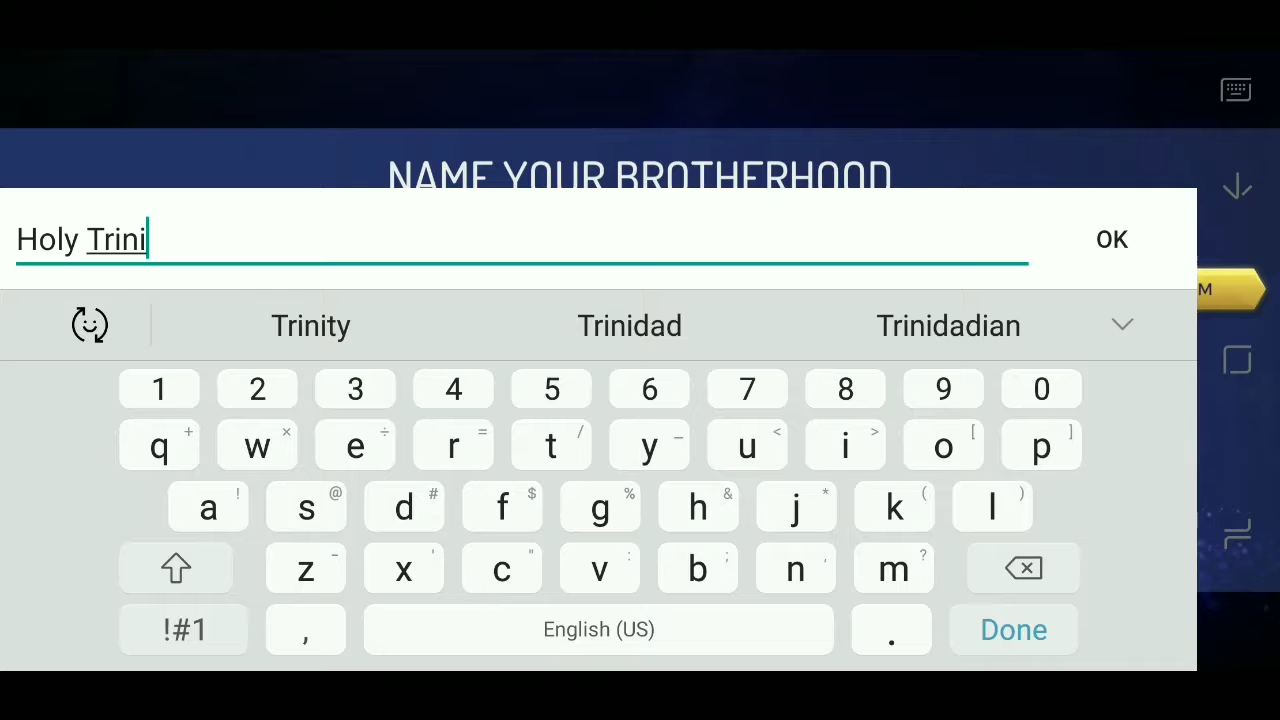 NAME YOUR BROTHERHOOD
Holy Trini
OK
M
Trinity Trinidad Trinidadian
1 2 3 4 5 6 7 8 9 0
q + w × e ÷ r = t / y _ u < i > o [ p ]
a ! s @ d # f $ g % h & j * k ( l )
z - x ' c " v : b ; n , m ?
!#1 , English (US) . Done